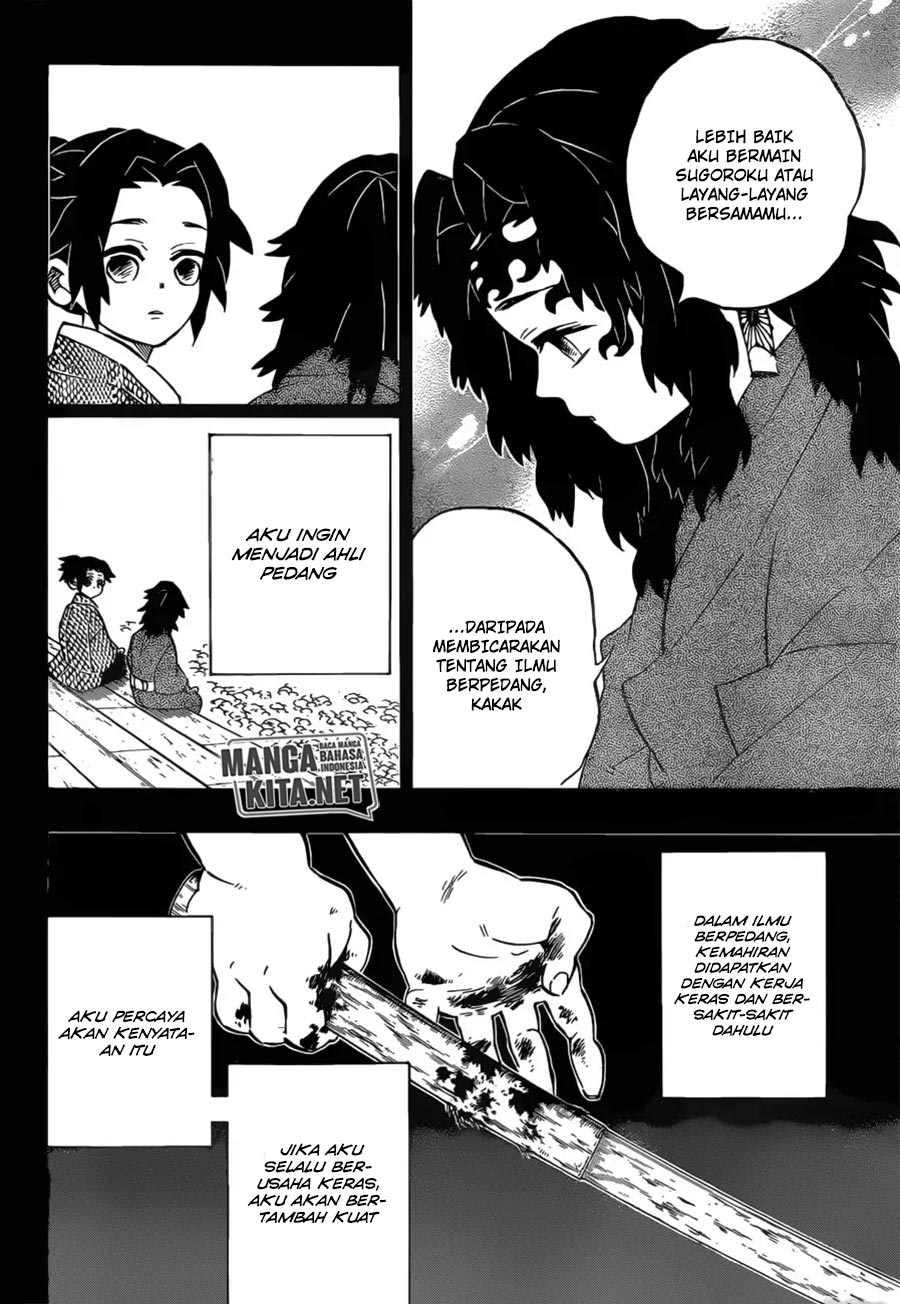 LEBIH BAIK
AKU BERMAIN
SUGOROKU ATAU
LAYANG-LAYANG
BERSAMAMU...
...DARIPADA
MEMBICARAKAN
TENTANG ILMU
BERPEDANG,
KAKAK
AKU INGIN
MENJADI AHLI
PEDANG
MANGA
KITA.NET
BACA MANGA
BAHASA
INDONESIA
DALAM ILMU
BERPEDANG,
KEMAHIRAN
DIDAPATKAN
DENGAN KERJA
KERAS DAN BER-
SAKIT-SAKIT
DAHULU
AKU PERCAYA
AKAN KENYATA-
AN ITU
JIKA AKU
SELALU BER-
USAHA KERAS,
AKU AKAN BER-
TAMBAH KUAT